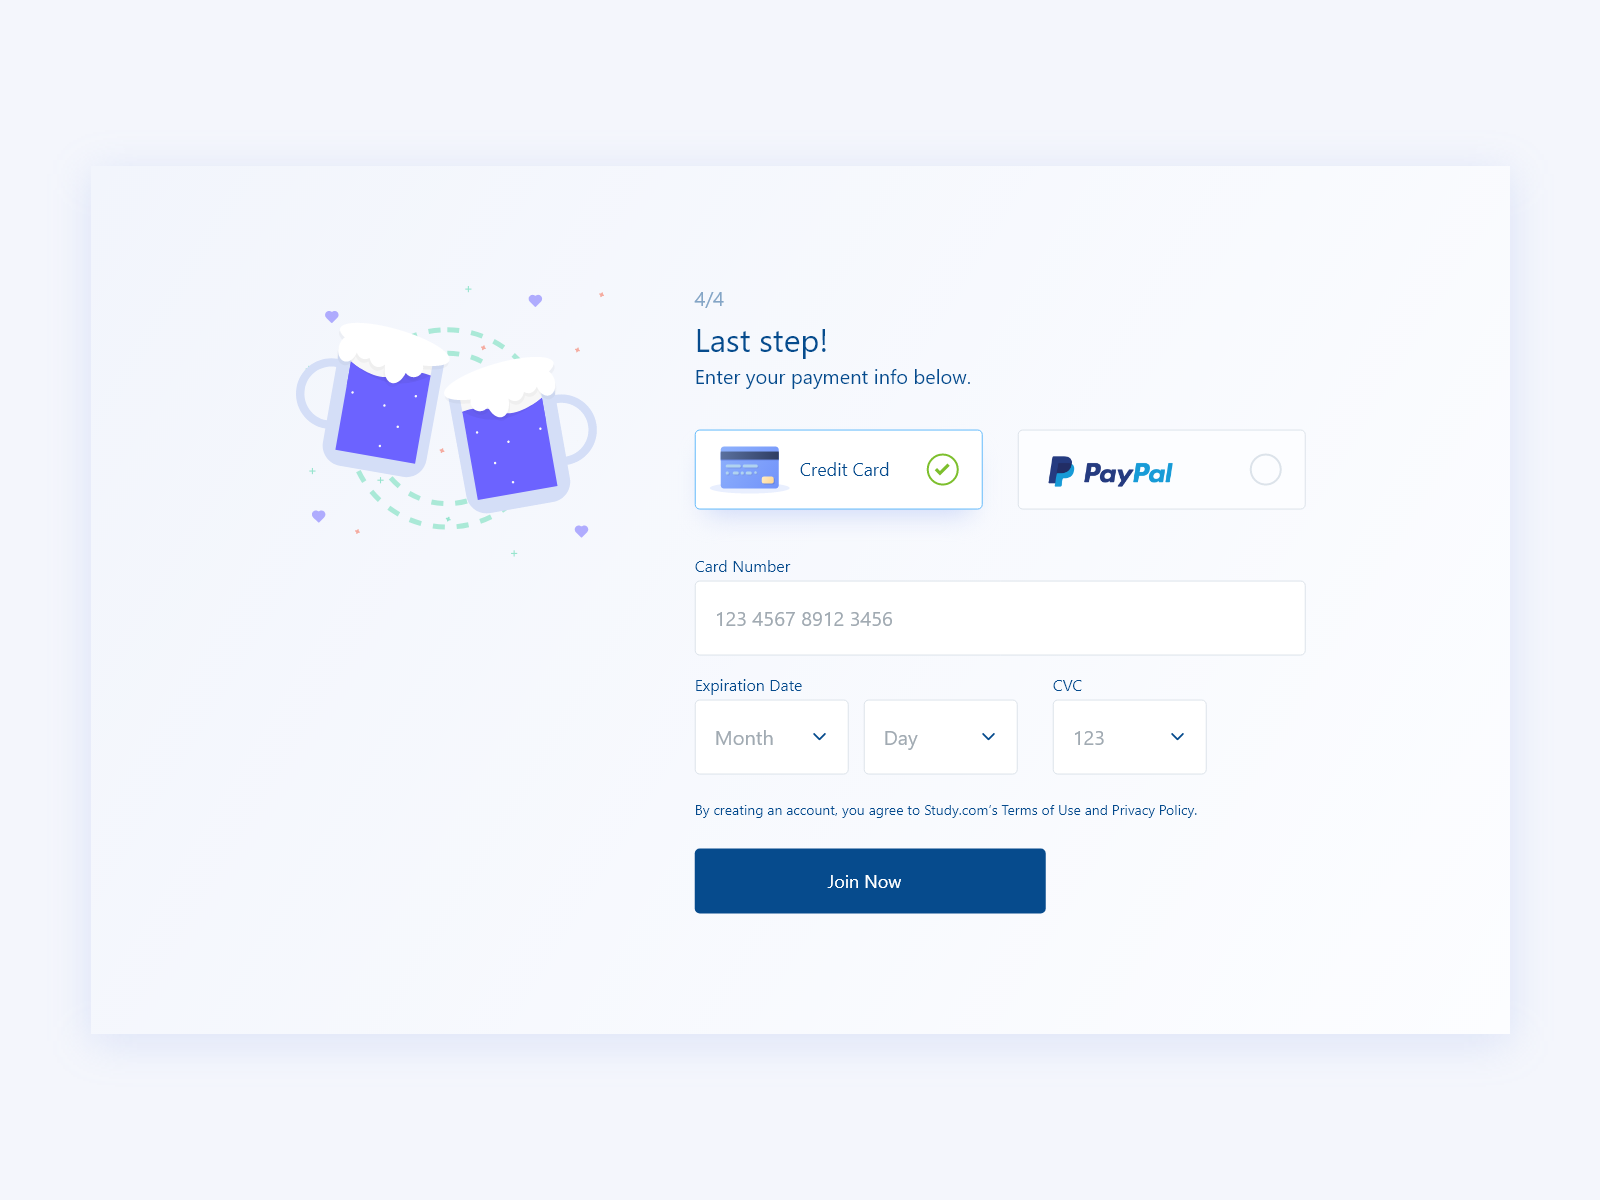 4/4
Last step!
Enter your payment info below.
Credit Card
PayPal
Card Number
123 4567 8912 3456
Expiration Date
CVC
Month
Day
123
By creating an account, you agree to Study.com's Terms of Use and Privacy Policy.
Join Now